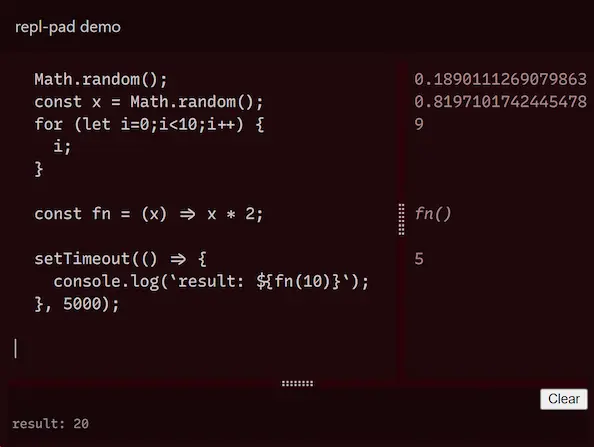 repl-pad demo
Math.random();
0.1890111269079863
const x = Math.random();
0.8197101742445478
for (let i=0;i<10;i++) {
9
i;
}
const fn = (x) => x * 2;
fn()
setTimeout(() => {
5
console.log(`result: ${fn(10)}`);
}, 5000);
Clear
result: 20